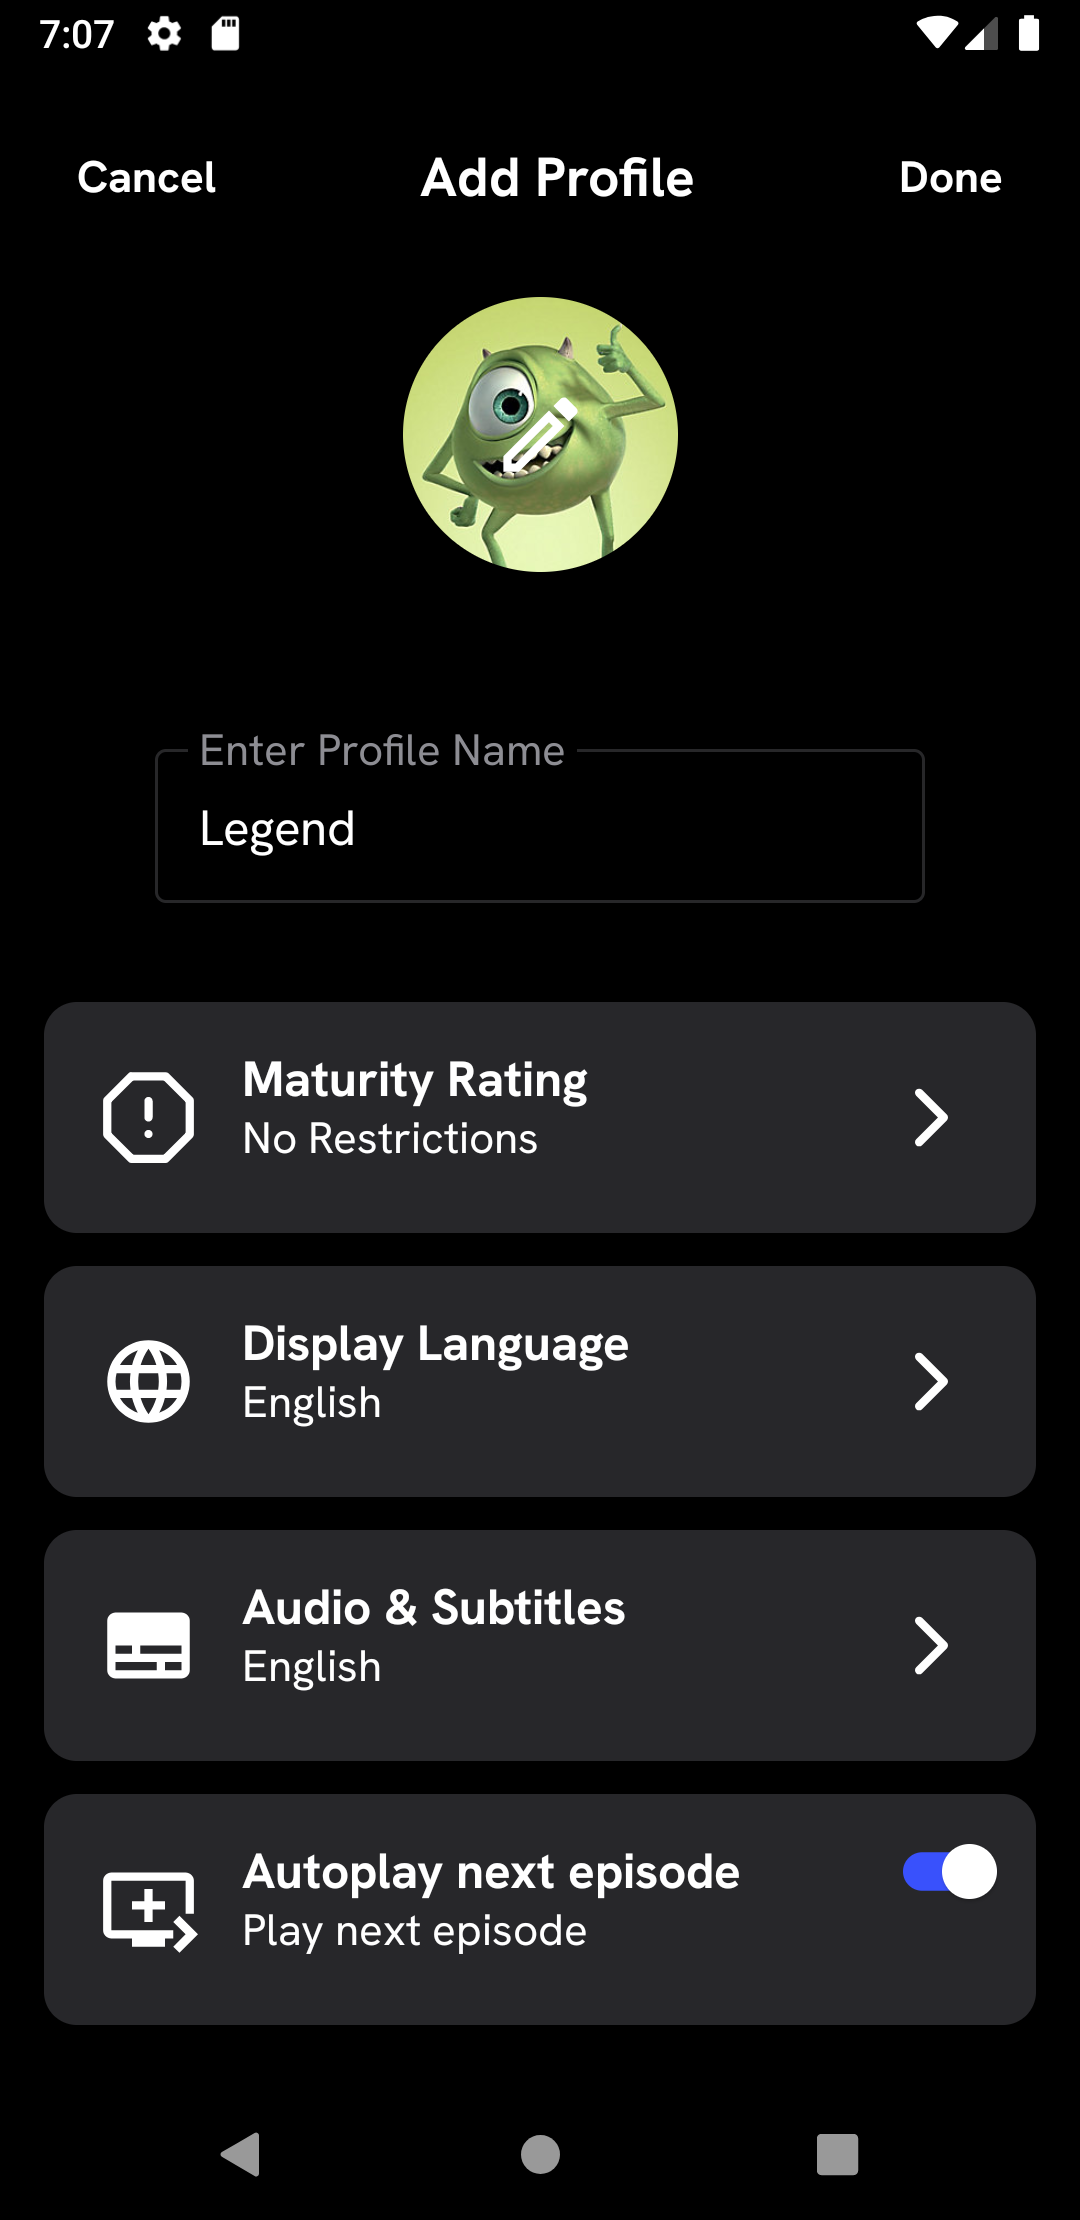 7:07
Cancel
Add Profile
Done
Enter Profile Name
Legend
Maturity Rating
No Restrictions
Display Language
English
Audio & Subtitles
English
Autoplay next episode
Play next episode